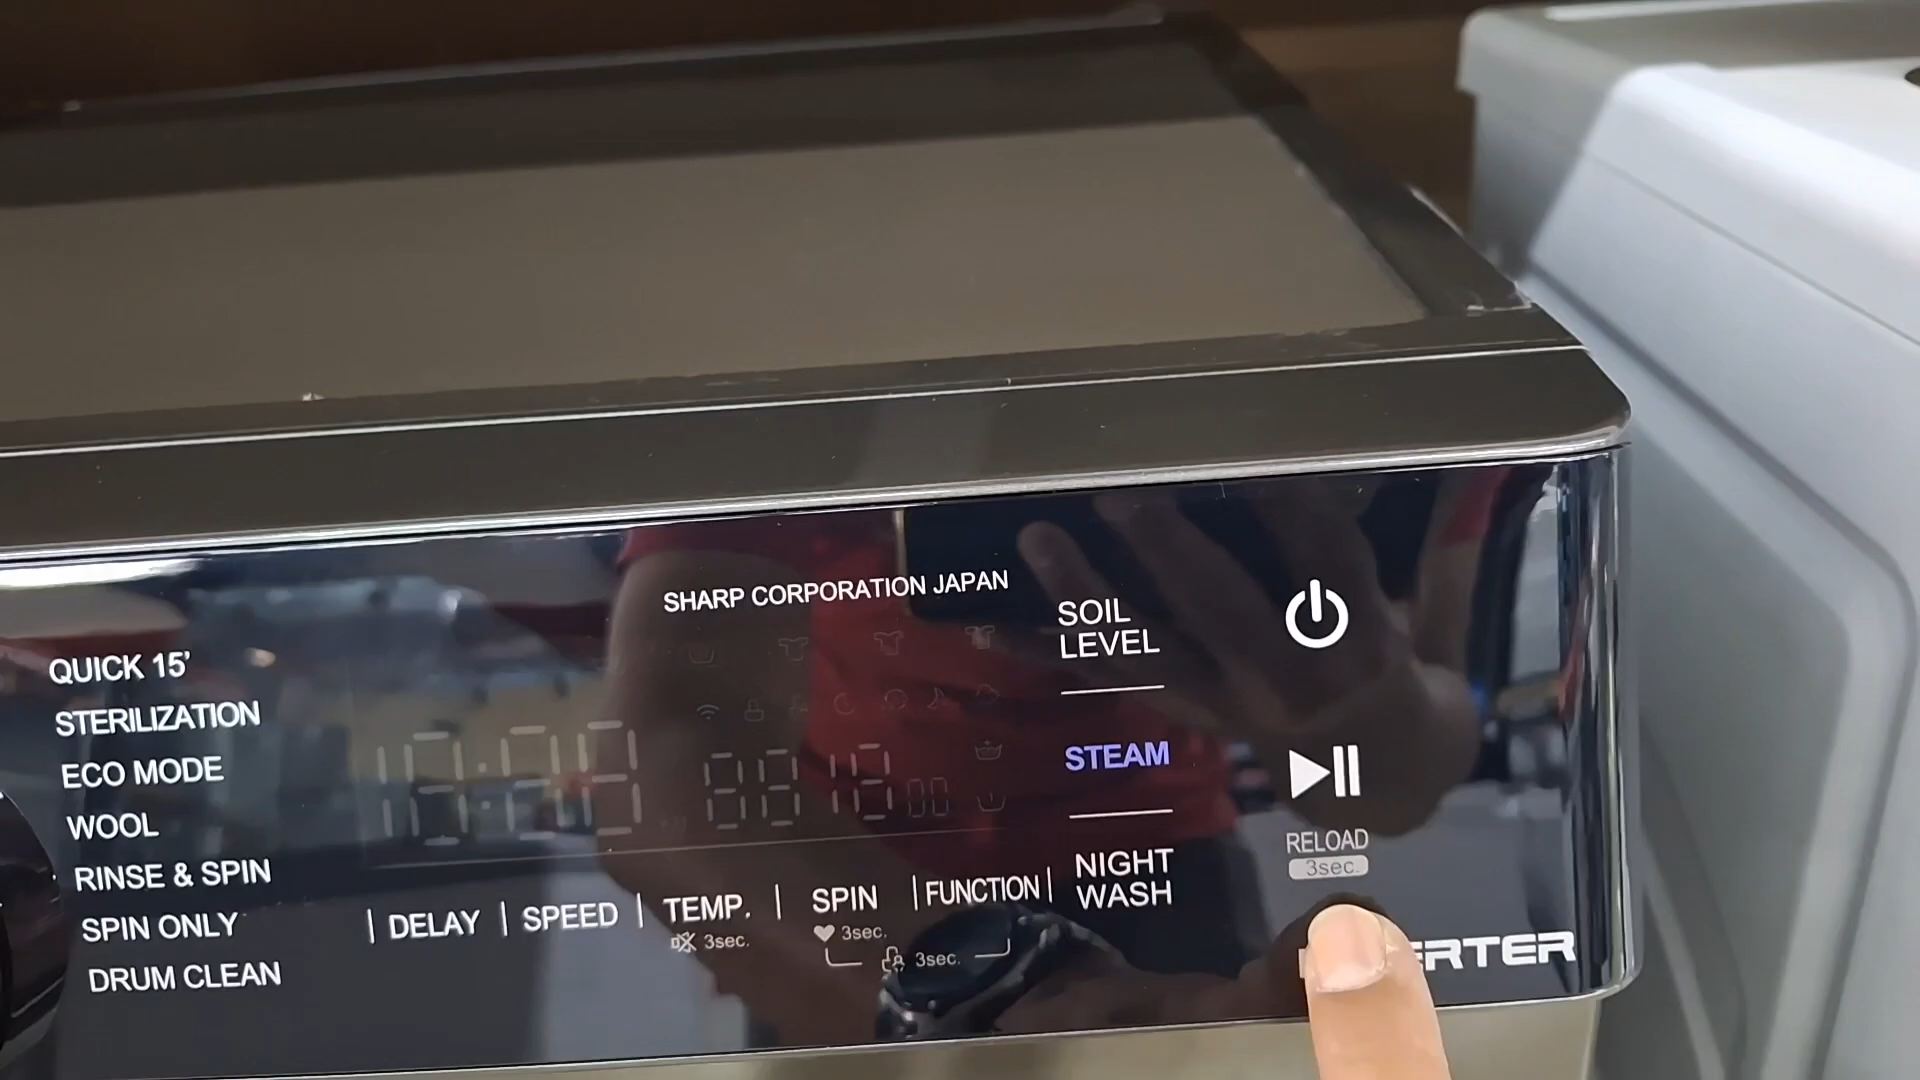 SHARP CORPORATION JAPAN
QUICK 15'
STERILIZATION
ECO MODE
WOOL
RINSE & SPIN
SPIN ONLY
DRUM CLEAN
DELAY
SPEED
TEMP.
3sec.
SPIN
3sec.
3sec.
FUNCTION
SOIL
LEVEL
STEAM
NIGHT
WASH
RELOAD
3sec.
ERTER